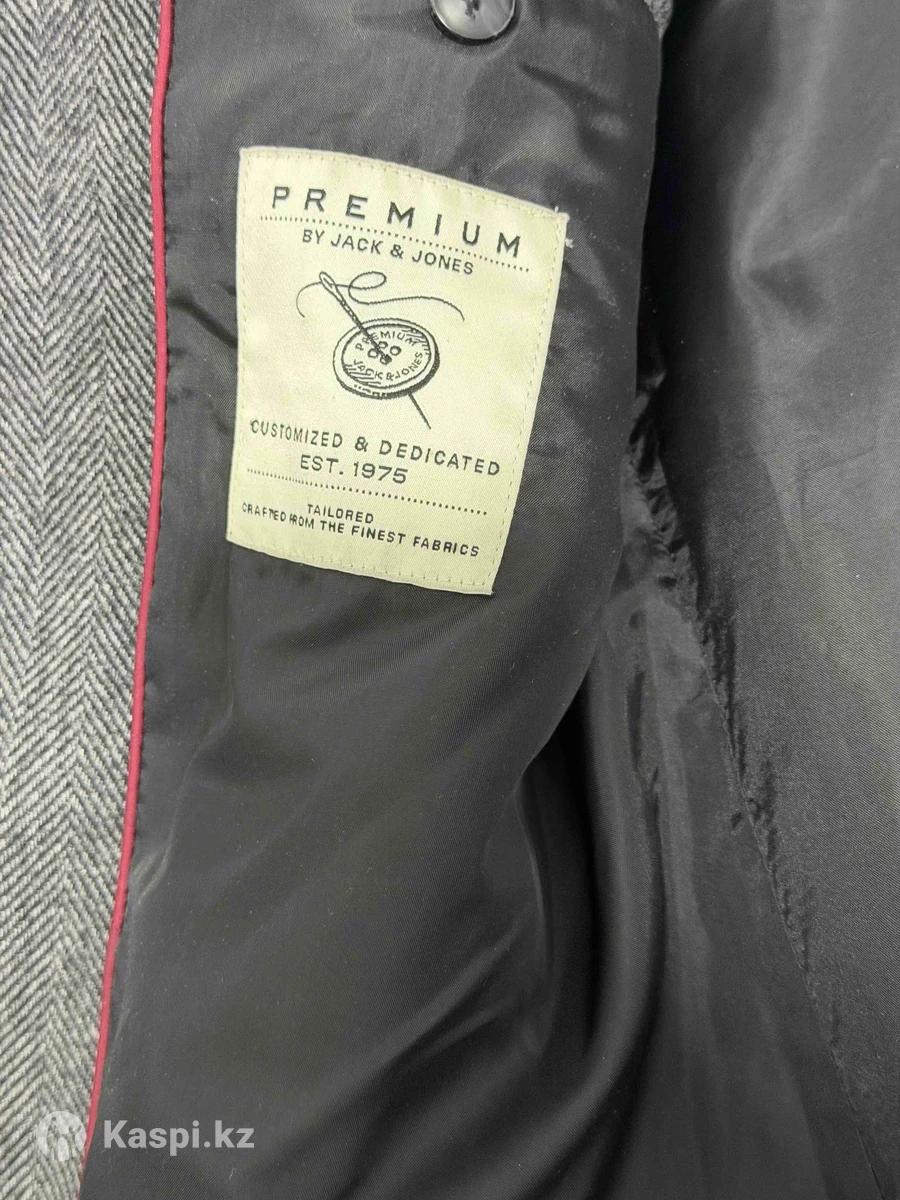 PREMIUM
BY JACK & JONES
PREMIUM
JACK & JONES
CUSTOMIZED & DEDICATED
EST. 1975
TAILORED
CRAFTED FROM THE FINEST FABRICS
Kaspi.kz